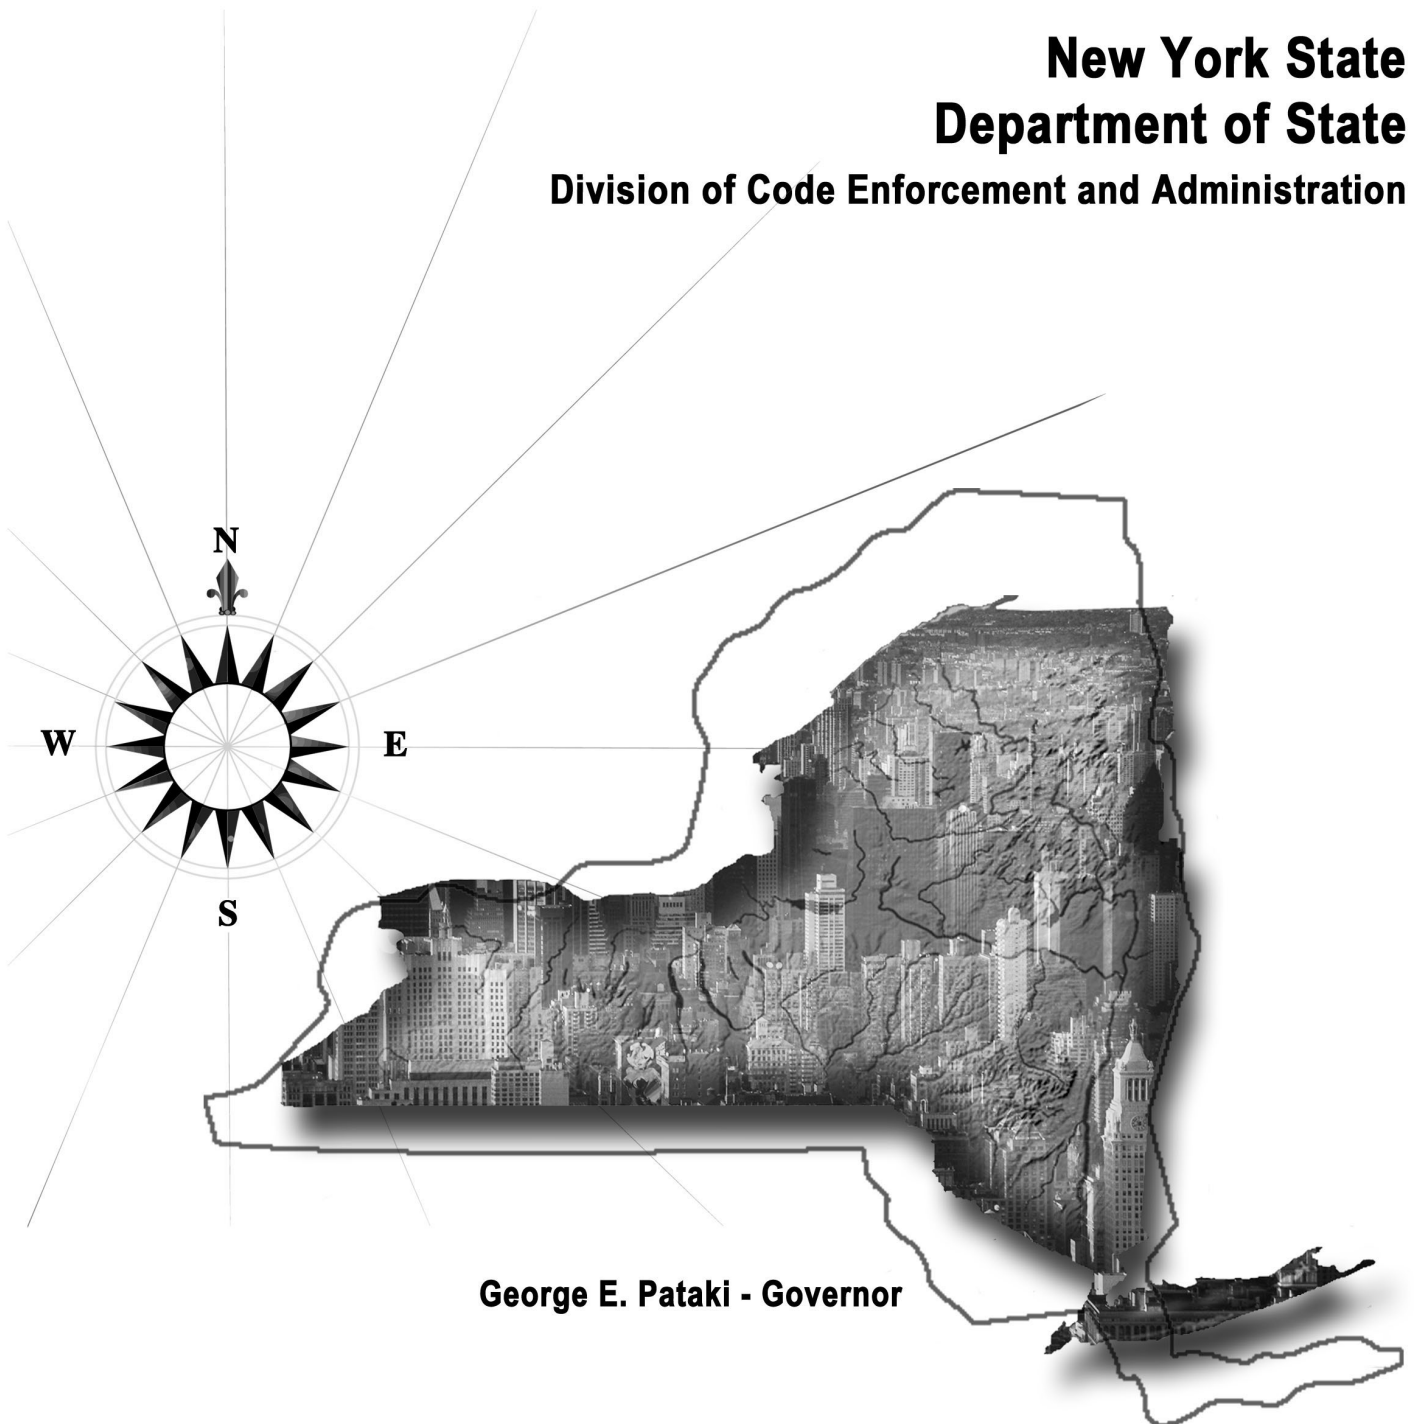 New York State
Department of State
Division of Code Enforcement and Administration
N
W
E
S
George E. Pataki - Governor